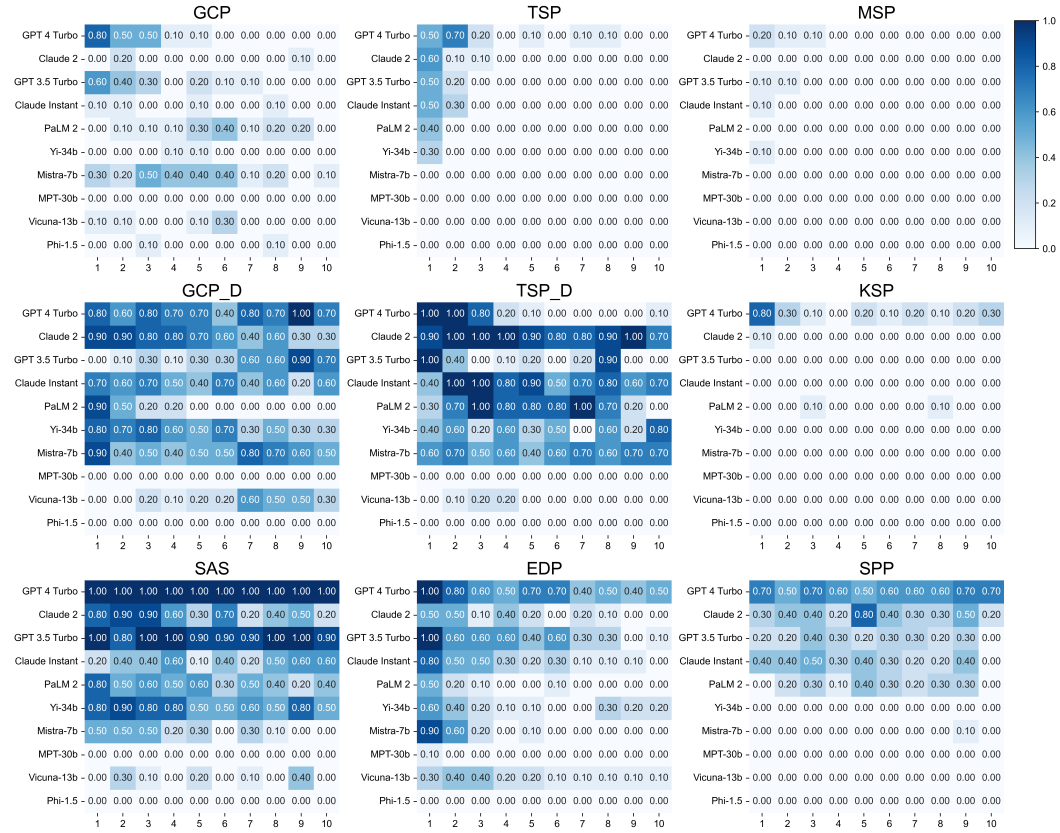 GCP TSP MSP
GPT 4 Turbo 0.80 0.50 0.50 0.10 0.10 0.00 0.00 0.00 0.00 0.00 GPT 4 Turbo 0.50 0.70 0.20 0.00 0.10 0.00 0.10 0.10 0.00 0.00 GPT 4 Turbo 0.20 0.10 0.10 0.00 0.00 0.00 0.00 0.00 0.00 0.00 1.0
Claude 2 0.00 0.20 0.00 0.00 0.00 0.00 0.00 0.00 0.10 0.00 Claude 2 0.60 0.10 0.10 0.00 0.00 0.00 0.00 0.00 0.00 0.00 Claude 2 0.00 0.00 0.00 0.00 0.00 0.00 0.00 0.00 0.00 0.00 0.8
GPT 3.5 Turbo 0.60 0.40 0.30 0.00 0.20 0.10 0.10 0.00 0.00 0.00 GPT 3.5 Turbo 0.50 0.20 0.00 0.00 0.00 0.00 0.00 0.00 0.00 0.00 GPT 3.5 Turbo 0.10 0.10 0.00 0.00 0.00 0.00 0.00 0.00 0.00 0.00
Claude Instant 0.10 0.10 0.00 0.00 0.10 0.00 0.00 0.10 0.00 0.00 Claude Instant 0.50 0.30 0.00 0.00 0.00 0.00 0.00 0.00 0.00 0.00 Claude Instant 0.10 0.00 0.00 0.00 0.00 0.00 0.00 0.00 0.00 0.00 0.6
PaLM 2 0.00 0.10 0.10 0.10 0.30 0.40 0.10 0.20 0.20 0.00 PaLM 2 0.40 0.00 0.00 0.00 0.00 0.00 0.00 0.00 0.00 0.00 PaLM 2 0.00 0.00 0.00 0.00 0.00 0.00 0.00 0.00 0.00 0.00
Yi-34b 0.00 0.00 0.00 0.10 0.10 0.00 0.00 0.00 0.00 0.00 Yi-34b 0.30 0.00 0.00 0.00 0.00 0.00 0.00 0.00 0.00 0.00 Yi-34b 0.10 0.00 0.00 0.00 0.00 0.00 0.00 0.00 0.00 0.00 0.4
Mistra-7b 0.30 0.20 0.50 0.40 0.40 0.40 0.10 0.20 0.00 0.10 Mistra-7b 0.00 0.00 0.00 0.00 0.00 0.00 0.00 0.00 0.00 0.00 Mistra-7b 0.00 0.00 0.00 0.00 0.00 0.00 0.00 0.00 0.00 0.00
MPT-30b 0.00 0.00 0.00 0.00 0.00 0.00 0.00 0.00 0.00 0.00 MPT-30b 0.00 0.00 0.00 0.00 0.00 0.00 0.00 0.00 0.00 0.00 MPT-30b 0.00 0.00 0.00 0.00 0.00 0.00 0.00 0.00 0.00 0.00 0.2
Vicuna-13b 0.10 0.10 0.00 0.00 0.10 0.30 0.00 0.00 0.00 0.00 Vicuna-13b 0.00 0.00 0.00 0.00 0.00 0.00 0.00 0.00 0.00 0.00 Vicuna-13b 0.00 0.00 0.00 0.00 0.00 0.00 0.00 0.00 0.00 0.00
Phi-1.5 0.00 0.00 0.10 0.00 0.00 0.00 0.00 0.10 0.00 0.00 Phi-1.5 0.00 0.00 0.00 0.00 0.00 0.00 0.00 0.00 0.00 0.00 Phi-1.5 0.00 0.00 0.00 0.00 0.00 0.00 0.00 0.00 0.00 0.00 0.0
1 2 3 4 5 6 7 8 9 10 1 2 3 4 5 6 7 8 9 10 1 2 3 4 5 6 7 8 9 10
GCP_D TSP_D KSP
GPT 4 Turbo 0.80 0.60 0.80 0.70 0.70 0.40 0.80 0.70 1.00 0.70 GPT 4 Turbo 1.00 1.00 0.80 0.20 0.10 0.00 0.00 0.00 0.00 0.10 GPT 4 Turbo 0.80 0.30 0.10 0.00 0.20 0.10 0.20 0.10 0.20 0.30
Claude 2 0.90 0.90 0.80 0.80 0.70 0.60 0.40 0.60 0.30 0.30 Claude 2 0.90 1.00 1.00 1.00 0.90 0.80 0.80 0.90 1.00 0.70 Claude 2 0.10 0.00 0.00 0.00 0.00 0.00 0.00 0.00 0.00 0.00
GPT 3.5 Turbo 0.00 0.10 0.30 0.10 0.30 0.30 0.60 0.60 0.90 0.70 GPT 3.5 Turbo 1.00 0.40 0.00 0.10 0.20 0.00 0.20 0.90 0.00 0.00 GPT 3.5 Turbo 0.00 0.00 0.00 0.00 0.00 0.00 0.00 0.00 0.00 0.00
Claude Instant 0.70 0.60 0.70 0.50 0.40 0.70 0.40 0.60 0.20 0.60 Claude Instant 0.40 1.00 1.00 0.80 0.90 0.50 0.70 0.80 0.60 0.70 Claude Instant 0.00 0.00 0.00 0.00 0.00 0.00 0.00 0.00 0.00 0.00
PaLM 2 0.90 0.50 0.20 0.20 0.00 0.00 0.00 0.00 0.00 0.00 PaLM 2 0.30 0.70 1.00 0.80 0.80 0.80 1.00 0.70 0.20 0.00 PaLM 2 0.00 0.00 0.10 0.00 0.00 0.00 0.00 0.10 0.00 0.00
Yi-34b 0.80 0.70 0.80 0.60 0.50 0.70 0.30 0.50 0.30 0.30 Yi-34b 0.40 0.60 0.20 0.60 0.30 0.50 0.00 0.60 0.20 0.80 Yi-34b 0.00 0.00 0.00 0.00 0.00 0.00 0.00 0.00 0.00 0.00
Mistra-7b 0.90 0.40 0.50 0.40 0.50 0.50 0.80 0.70 0.60 0.50 Mistra-7b 0.60 0.70 0.50 0.60 0.40 0.60 0.70 0.60 0.70 0.70 Mistra-7b 0.00 0.00 0.00 0.00 0.00 0.00 0.00 0.00 0.00 0.00
MPT-30b 0.00 0.00 0.00 0.00 0.00 0.00 0.00 0.00 0.00 0.00 MPT-30b 0.00 0.00 0.00 0.00 0.00 0.00 0.00 0.00 0.00 0.00 MPT-30b 0.00 0.00 0.00 0.00 0.00 0.00 0.00 0.00 0.00 0.00
Vicuna-13b 0.00 0.00 0.20 0.10 0.20 0.20 0.60 0.50 0.50 0.30 Vicuna-13b 0.00 0.10 0.20 0.20 0.00 0.00 0.00 0.00 0.00 0.00 Vicuna-13b 0.00 0.00 0.00 0.00 0.00 0.00 0.00 0.00 0.00 0.00
Phi-1.5 0.00 0.00 0.00 0.00 0.00 0.00 0.00 0.00 0.00 0.00 Phi-1.5 0.00 0.00 0.00 0.00 0.00 0.00 0.00 0.00 0.00 0.00 Phi-1.5 0.00 0.00 0.00 0.00 0.00 0.00 0.00 0.00 0.00 0.00
1 2 3 4 5 6 7 8 9 10 1 2 3 4 5 6 7 8 9 10 1 2 3 4 5 6 7 8 9 10
SAS EDP SPP
GPT 4 Turbo 1.00 1.00 1.00 1.00 1.00 1.00 1.00 1.00 1.00 1.00 GPT 4 Turbo 1.00 0.80 0.60 0.50 0.70 0.70 0.40 0.50 0.40 0.50 GPT 4 Turbo 0.70 0.50 0.70 0.60 0.50 0.60 0.60 0.60 0.70 0.70
Claude 2 0.80 0.90 0.90 0.60 0.30 0.70 0.20 0.40 0.50 0.20 Claude 2 0.50 0.50 0.10 0.40 0.20 0.00 0.20 0.10 0.00 0.00 Claude 2 0.30 0.40 0.40 0.20 0.80 0.40 0.30 0.30 0.50 0.20
GPT 3.5 Turbo 1.00 0.80 1.00 1.00 0.90 0.90 0.90 1.00 1.00 0.90 GPT 3.5 Turbo 1.00 0.60 0.60 0.60 0.40 0.60 0.30 0.30 0.00 0.10 GPT 3.5 Turbo 0.20 0.20 0.40 0.30 0.20 0.30 0.20 0.30 0.30 0.00
Claude Instant 0.20 0.40 0.40 0.60 0.10 0.40 0.20 0.50 0.60 0.60 Claude Instant 0.80 0.50 0.50 0.30 0.20 0.30 0.10 0.10 0.10 0.00 Claude Instant 0.40 0.40 0.50 0.30 0.40 0.30 0.20 0.20 0.40 0.00
PaLM 2 0.80 0.50 0.60 0.50 0.60 0.30 0.50 0.40 0.20 0.40 PaLM 2 0.50 0.20 0.10 0.00 0.00 0.10 0.00 0.00 0.00 0.00 PaLM 2 0.00 0.20 0.30 0.10 0.40 0.30 0.20 0.30 0.30 0.00
Yi-34b 0.80 0.90 0.80 0.80 0.50 0.50 0.60 0.50 0.80 0.50 Yi-34b 0.60 0.40 0.20 0.10 0.10 0.00 0.00 0.30 0.20 0.20 Yi-34b 0.00 0.00 0.00 0.00 0.00 0.00 0.00 0.00 0.00 0.00
Mistra-7b 0.50 0.50 0.50 0.20 0.30 0.00 0.30 0.10 0.00 0.00 Mistra-7b 0.90 0.60 0.20 0.00 0.10 0.00 0.00 0.00 0.00 0.00 Mistra-7b 0.00 0.00 0.00 0.00 0.00 0.00 0.00 0.00 0.10 0.00
MPT-30b 0.00 0.00 0.00 0.00 0.00 0.00 0.00 0.00 0.00 0.00 MPT-30b 0.10 0.00 0.00 0.00 0.00 0.00 0.00 0.00 0.00 0.00 MPT-30b 0.00 0.00 0.00 0.00 0.00 0.00 0.00 0.00 0.00 0.00
Vicuna-13b 0.00 0.30 0.10 0.00 0.20 0.00 0.10 0.00 0.40 0.00 Vicuna-13b 0.30 0.40 0.40 0.20 0.20 0.10 0.10 0.10 0.10 0.10 Vicuna-13b 0.00 0.00 0.00 0.00 0.00 0.00 0.00 0.00 0.00 0.00
Phi-1.5 0.00 0.00 0.00 0.00 0.00 0.00 0.00 0.00 0.00 0.00 Phi-1.5 0.00 0.00 0.00 0.00 0.00 0.00 0.00 0.00 0.00 0.00 Phi-1.5 0.00 0.00 0.00 0.00 0.00 0.00 0.00 0.00 0.00 0.00
1 2 3 4 5 6 7 8 9 10 1 2 3 4 5 6 7 8 9 10 1 2 3 4 5 6 7 8 9 10